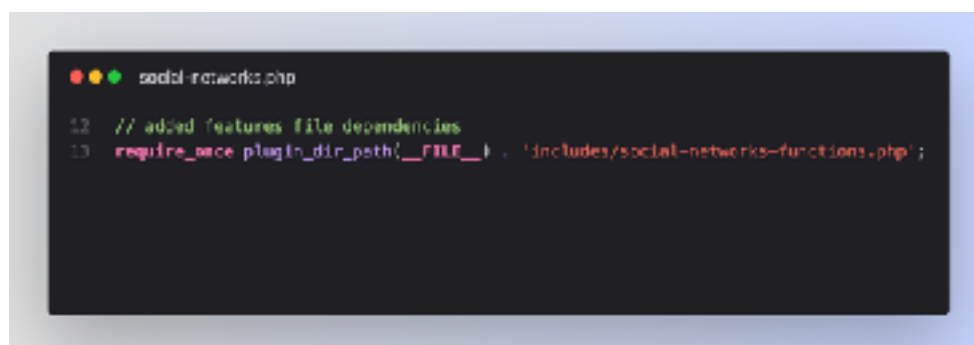 social-networks.php
12 // added features file dependencies
13 require_once plugin_dir_path(__FILE__) . 'includes/social-networks-functions.php';